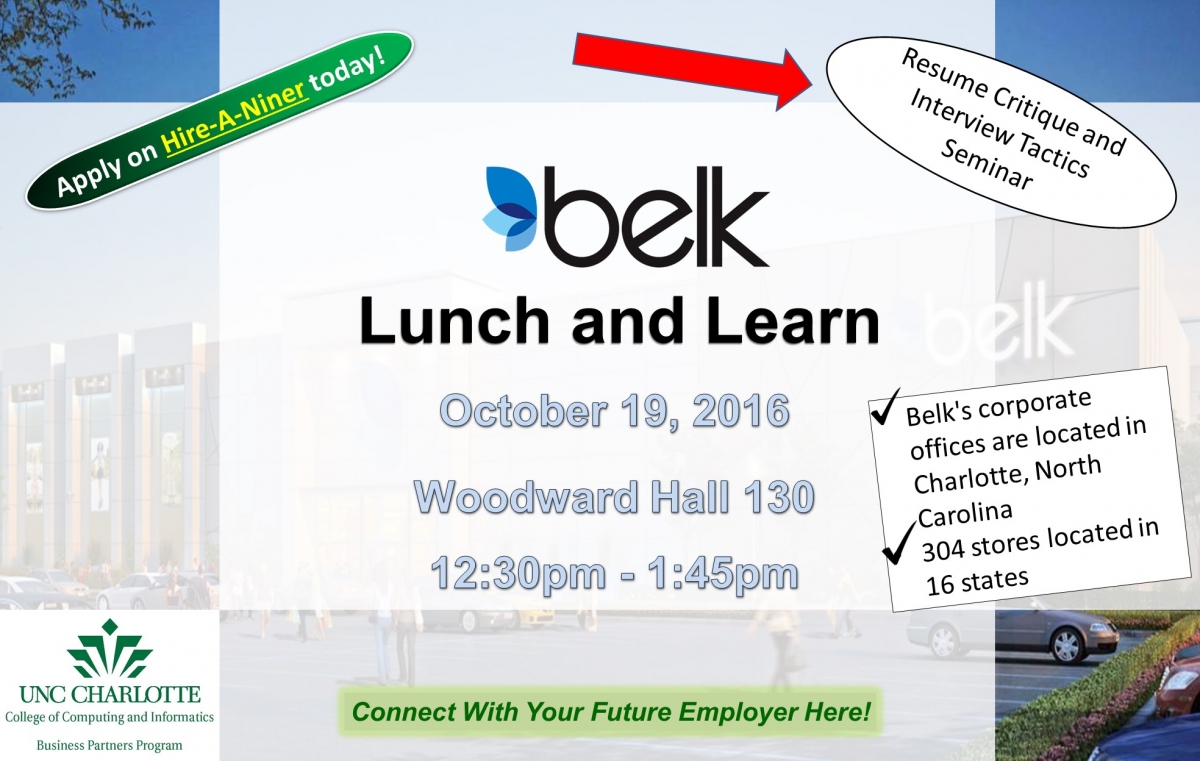 Apply on Hire-A-Niner today!
Resume Critique and
Interview Tactics
Seminar
belk
Lunch and Learn
belk
October 19, 2016
Woodward Hall 130
12:30pm - 1:45pm
Belk's corporate
offices are located in
Charlotte, North
Carolina
304 stores located in
16 states
UNC CHARLOTTE
College of Computing and Informatics
Business Partners Program
Connect With Your Future Employer Here!